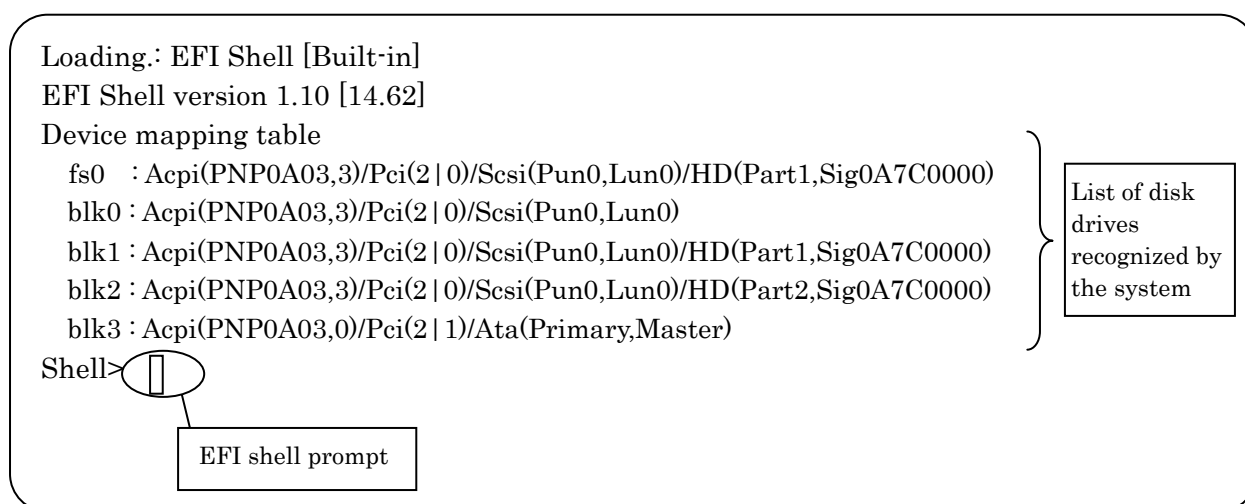 Loading.: EFI Shell [Built-in]
EFI Shell version 1.10 [14.62]
Device mapping table
fs0 : Acpi(PNP0A03,3)/Pci(2|0)/Scsi(Pun0,Lun0)/HD(Part1,Sig0A7C0000)
blk0 : Acpi(PNP0A03,3)/Pci(2|0)/Scsi(Pun0,Lun0)
blk1 : Acpi(PNP0A03,3)/Pci(2|0)/Scsi(Pun0,Lun0)/HD(Part1,Sig0A7C0000)
blk2 : Acpi(PNP0A03,3)/Pci(2|0)/Scsi(Pun0,Lun0)/HD(Part2,Sig0A7C0000)
blk3 : Acpi(PNP0A03,0)/Pci(2|1)/Ata(Primary,Master)
Shell>
List of disk
drives
recognized by
the system
EFI shell prompt